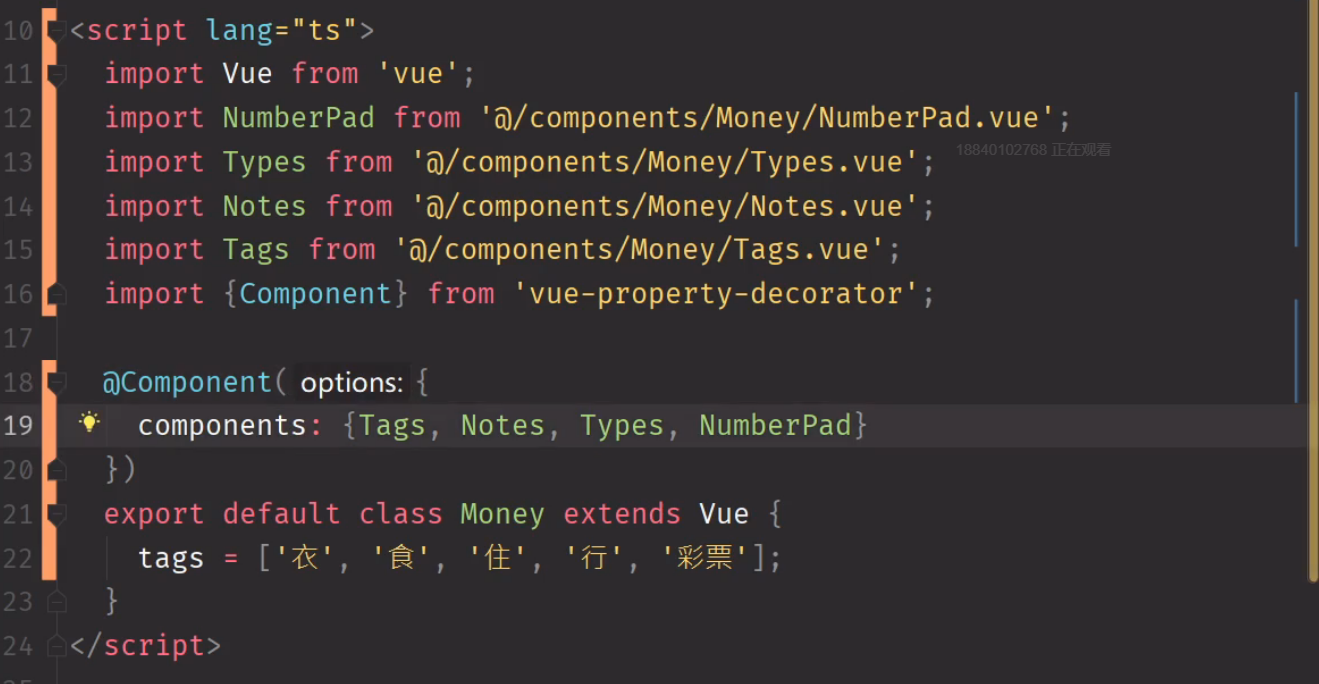 10 <script lang="ts">
11 import Vue from 'vue';
12 import NumberPad from '@/components/Money/NumberPad.vue';
13 import Types from '@/components/Money/Types.vue';
18840102768 正在观看
14 import Notes from '@/components/Money/Notes.vue';
15 import Tags from '@/components/Money/Tags.vue';
16 import {Component} from 'vue-property-decorator';
17
18 @Component( options: {
19 components: {Tags, Notes, Types, NumberPad}
20 })
21 export default class Money extends Vue {
22 tags = ['衣', '食', '住', '行', '彩票'];
23 }
24 </script>